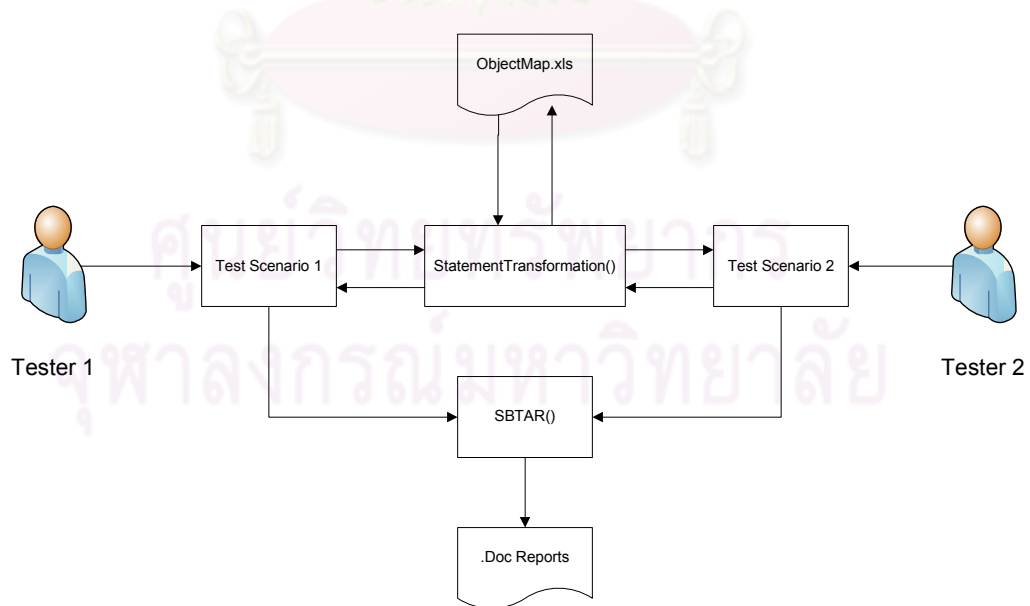 ObjectMap.xls
ศูนย์วิทยทรัพยากร
Test Scenario 1
StatementTransformation()
Test Scenario 2
จุฬาลงกรณ์มหาวิทยาลัย
Tester 1
Tester 2
SBTAR()
.Doc Reports